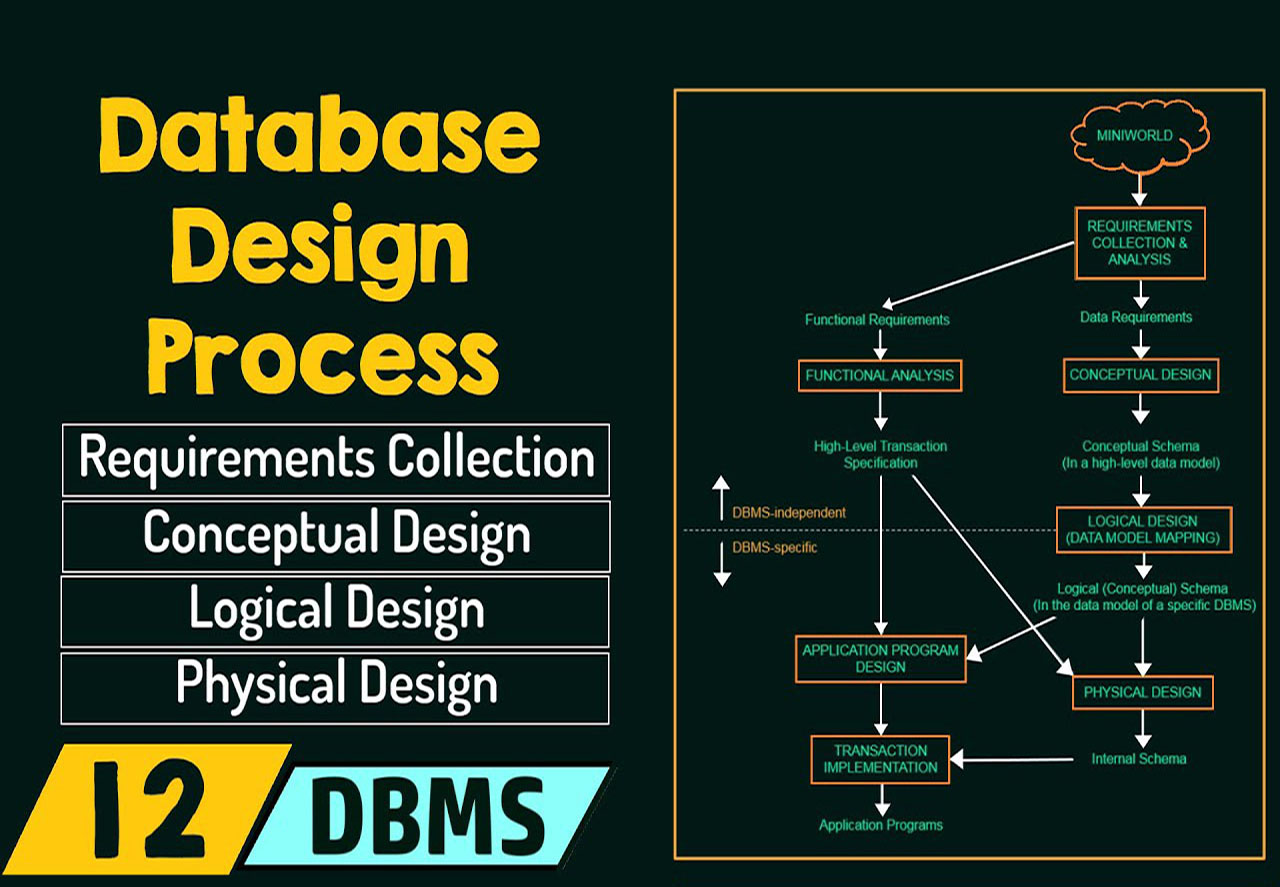 Database
Design
Process
Requirements Collection
Conceptual Design
Logical Design
Physical Design
12
DBMS
MINIWORLD
REQUIREMENTS
COLLECTION &
ANALYSIS
Functional Requirements
Data Requirements
FUNCTIONAL ANALYSIS
CONCEPTUAL DESIGN
High-Level Transaction
Specification
Conceptual Schema
(In a high-level data model)
DBMS-independent
DBMS-specific
LOGICAL DESIGN
(DATA MODEL MAPPING)
Logical (Conceptual) Schema
(In the data model of a specific DBMS)
APPLICATION PROGRAM
DESIGN
PHYSICAL DESIGN
TRANSACTION
IMPLEMENTATION
Internal Schema
Application Programs